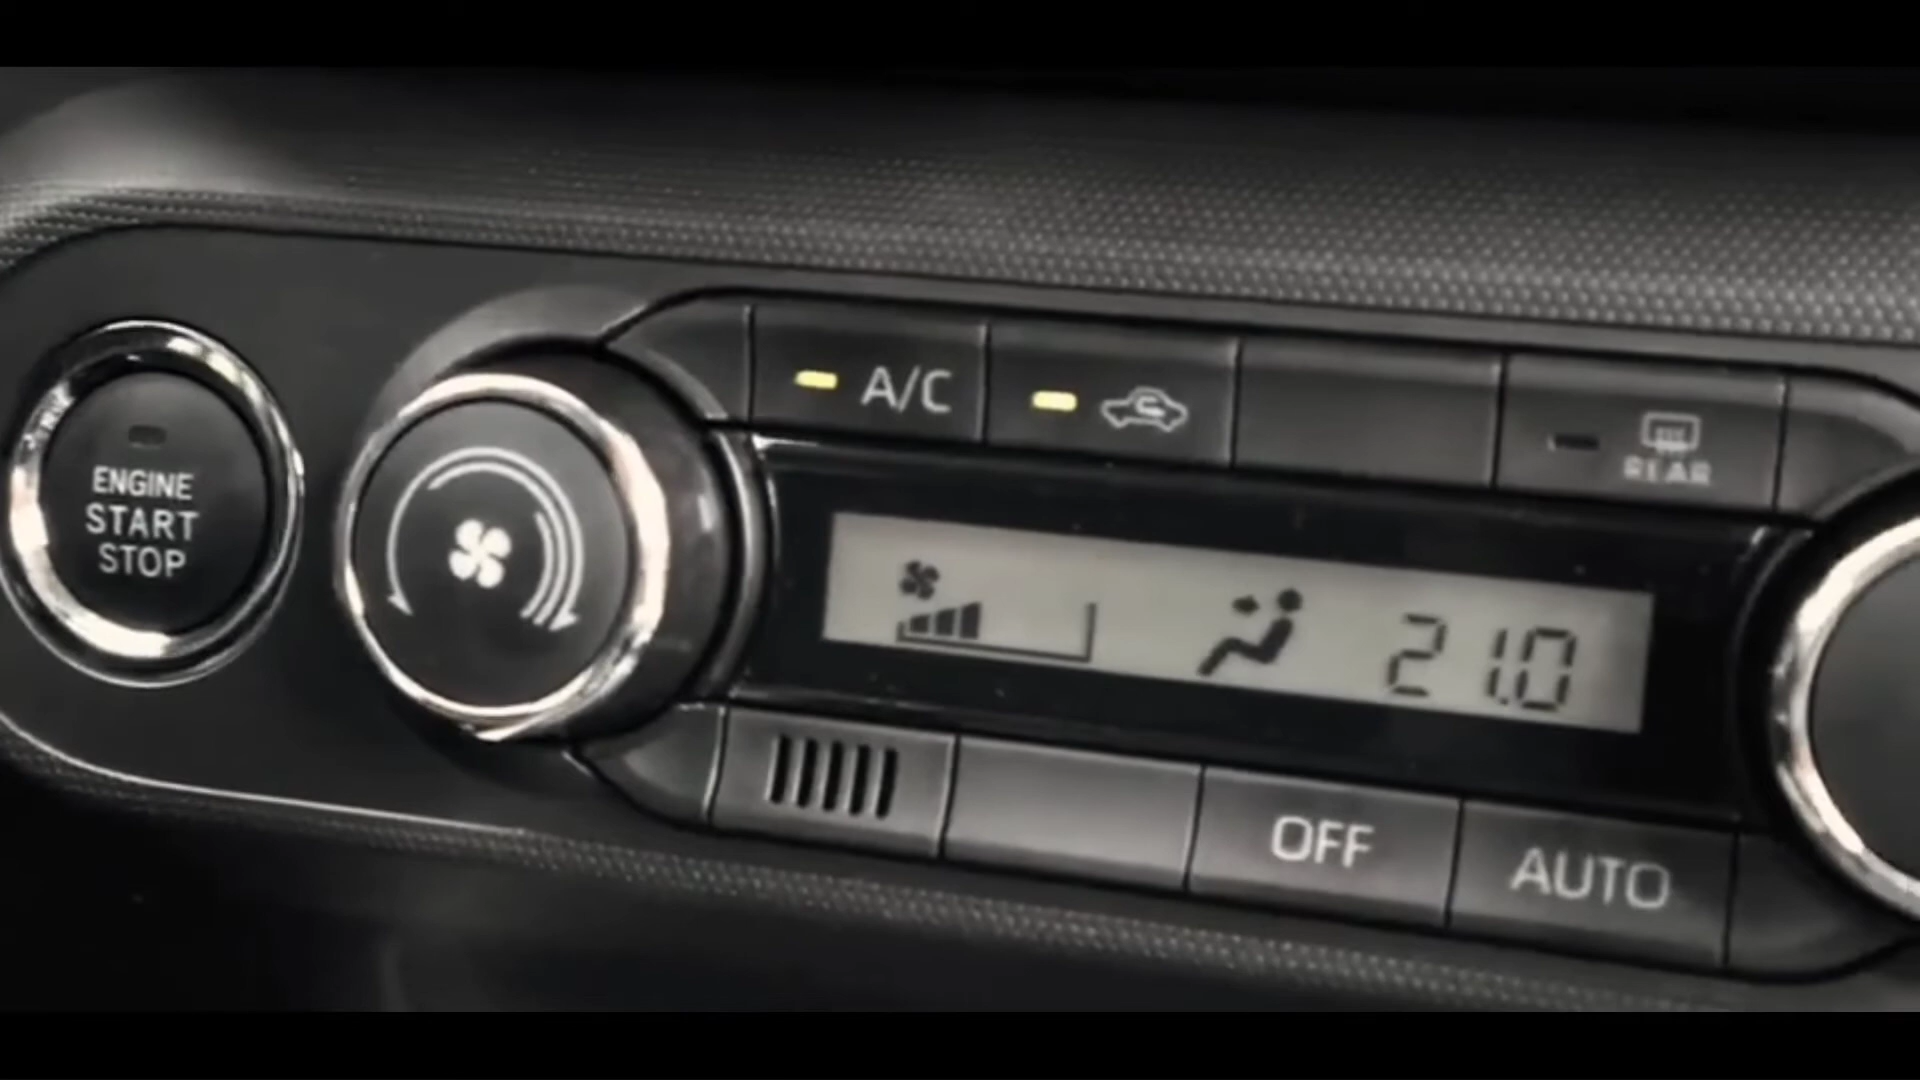 A/C
REAR
ENGINE
START
STOP
21.0
OFF
AUTO